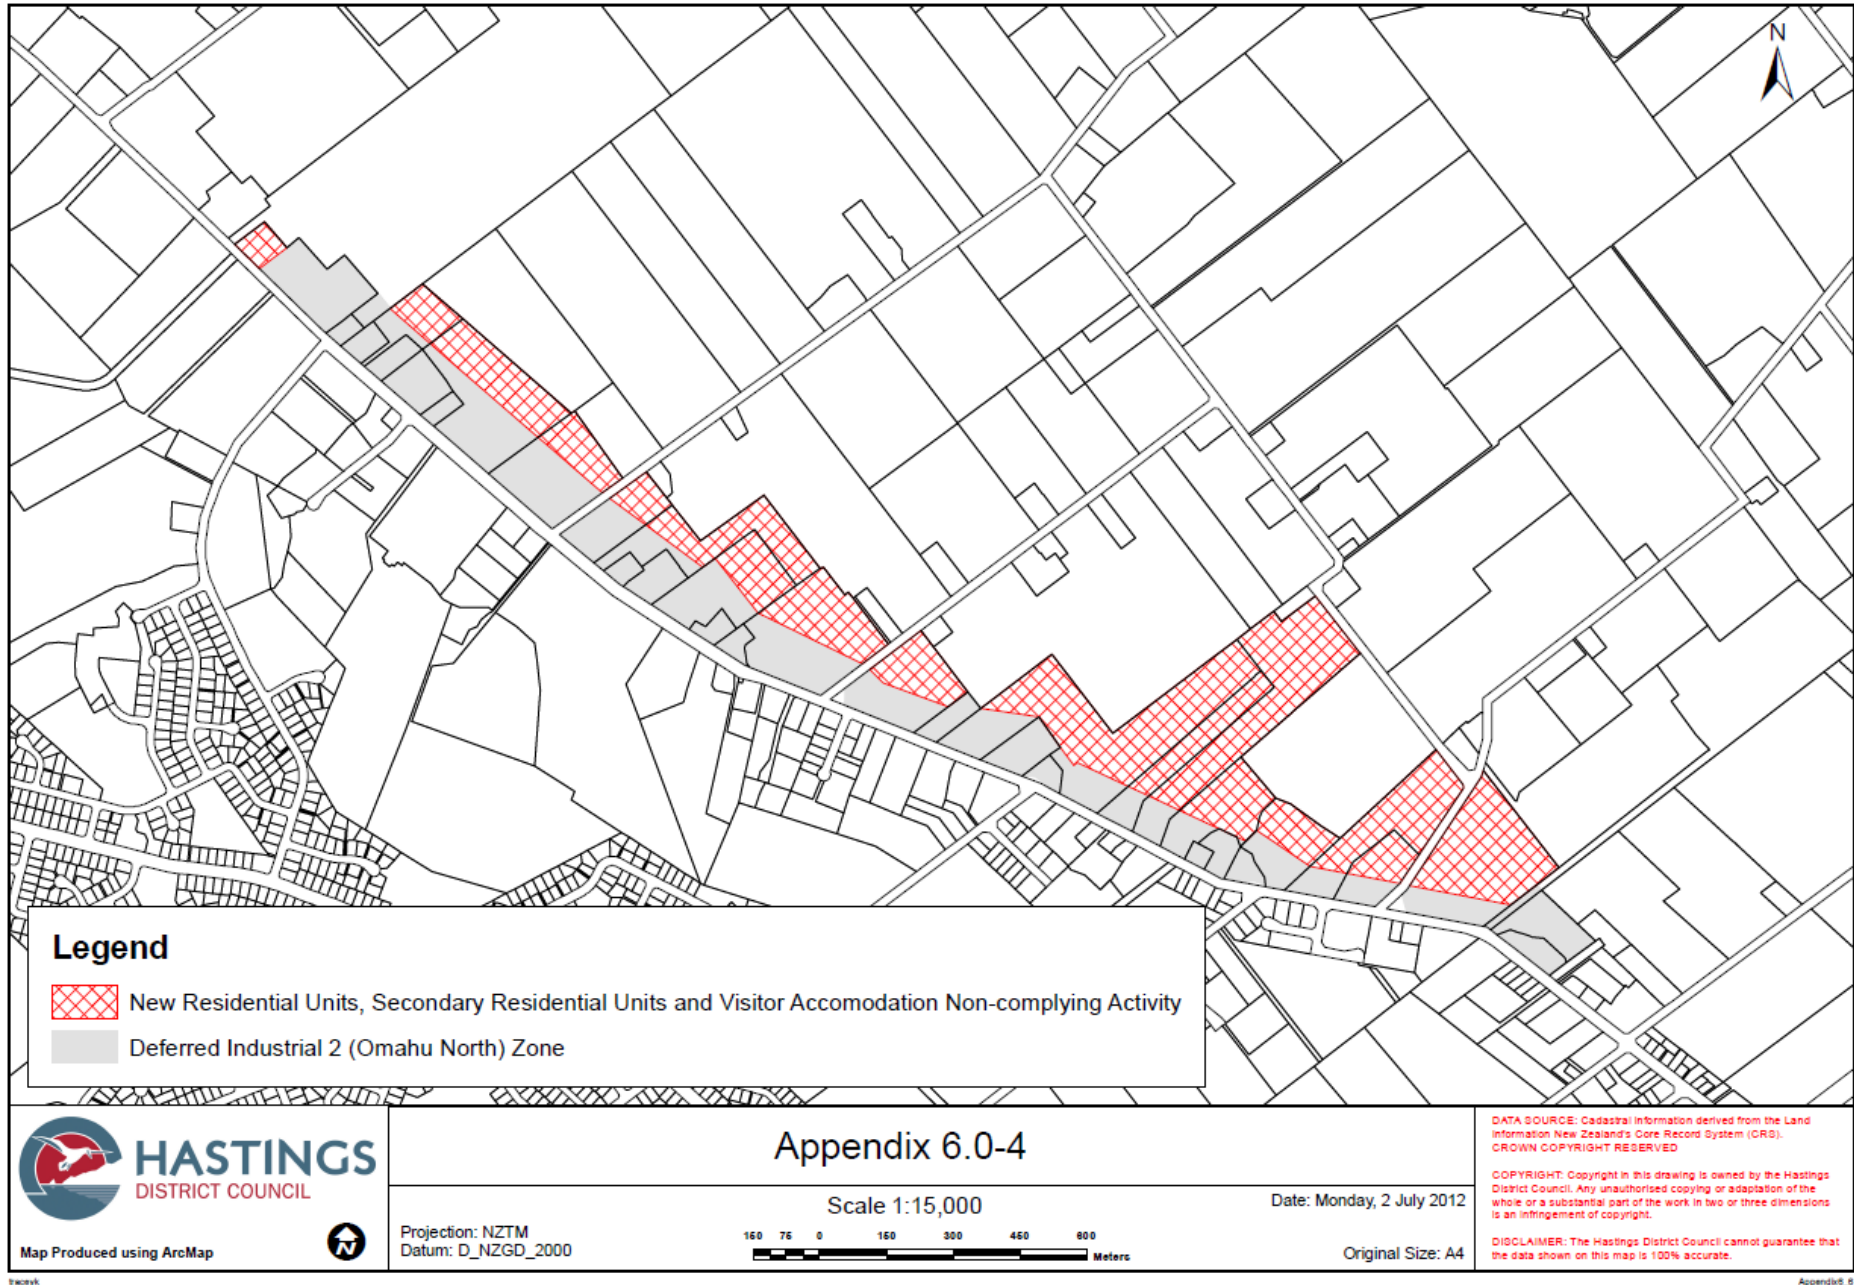 N
Legend
New Residential Units, Secondary Residential Units and Visitor Accomodation Non-complying Activity
Deferred Industrial 2 (Omahu North) Zone
HASTINGS
DISTRICT COUNCIL
Map Produced using ArcMap
N
Appendix 6.0-4
Projection: NZTM
Datum: D_NZGD_2000
Scale 1:15,000
150 75 0 150 300 450 600
Meters
Date: Monday, 2 July 2012
Original Size: A4
DATA SOURCE: Cadastral information derived from the Land
Information New Zealand's Core Record System (CRS).
CROWN COPYRIGHT RESERVED
COPYRIGHT: Copyright in this drawing is owned by the Hastings
District Council. Any unauthorised copying or adaptation of the
whole or a substantial part of the work in two or three dimensions
is an infringement of copyright.
DISCLAIMER: The Hastings District Council cannot guarantee that
the data shown on this map is 100% accurate.